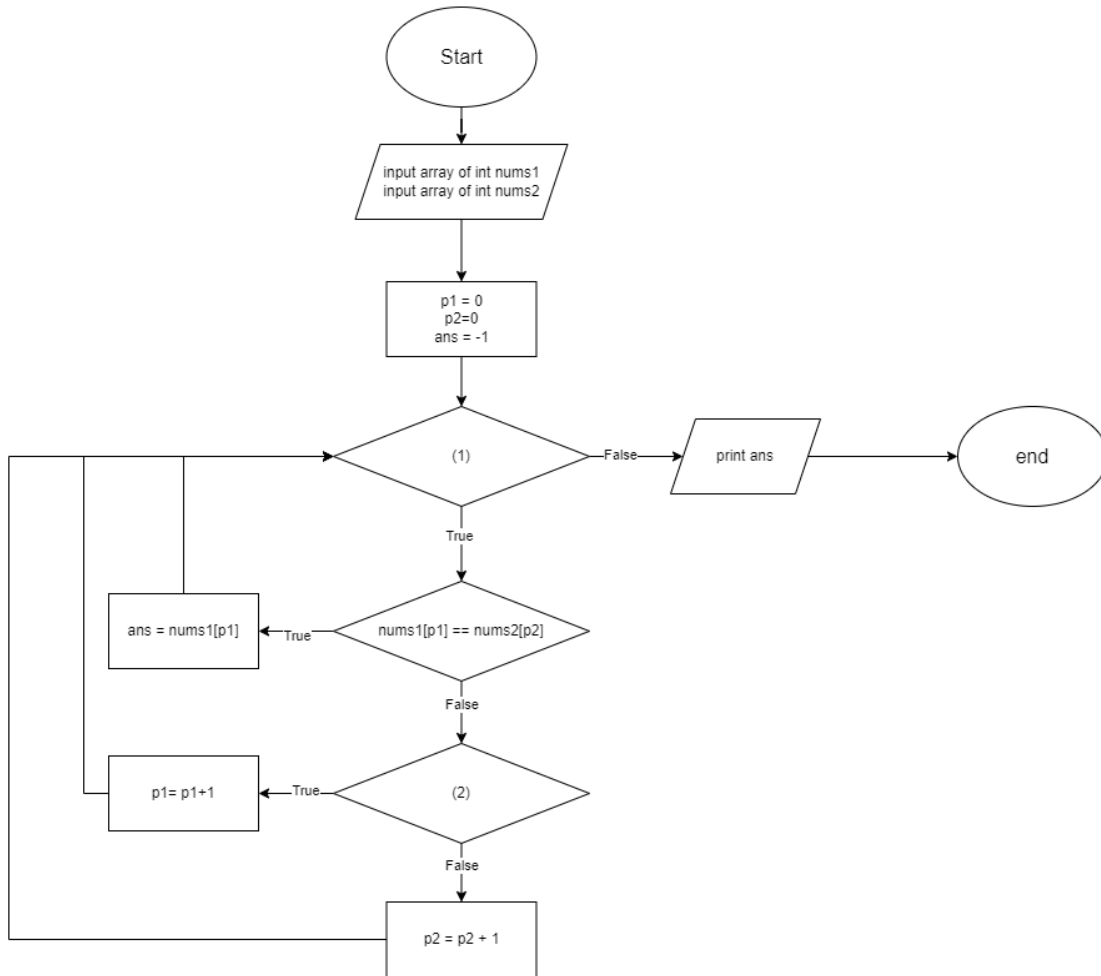 Start
input array of int nums1
input array of int nums2
p1 = 0
p2=0
ans = -1
(1)
False
print ans
end
True
ans = nums1[p1]
True
nums1[p1] == nums2[p2]
False
p1= p1+1
True
(2)
False
p2 = p2 + 1